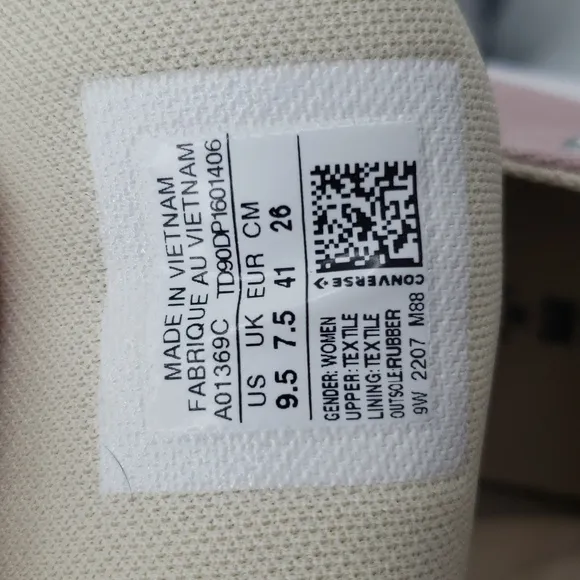 MADE IN VIETNAM
FABRIQUE AU VIETNAM
A01369C TD90DP1601406
US UK EUR CM
9.5 7.5 41 26
GENDER: WOMEN
UPPER: TEXTILE
LINING: TEXTILE
OUTSOLE:RUBBER
9W 2207 M88
CONVERSE